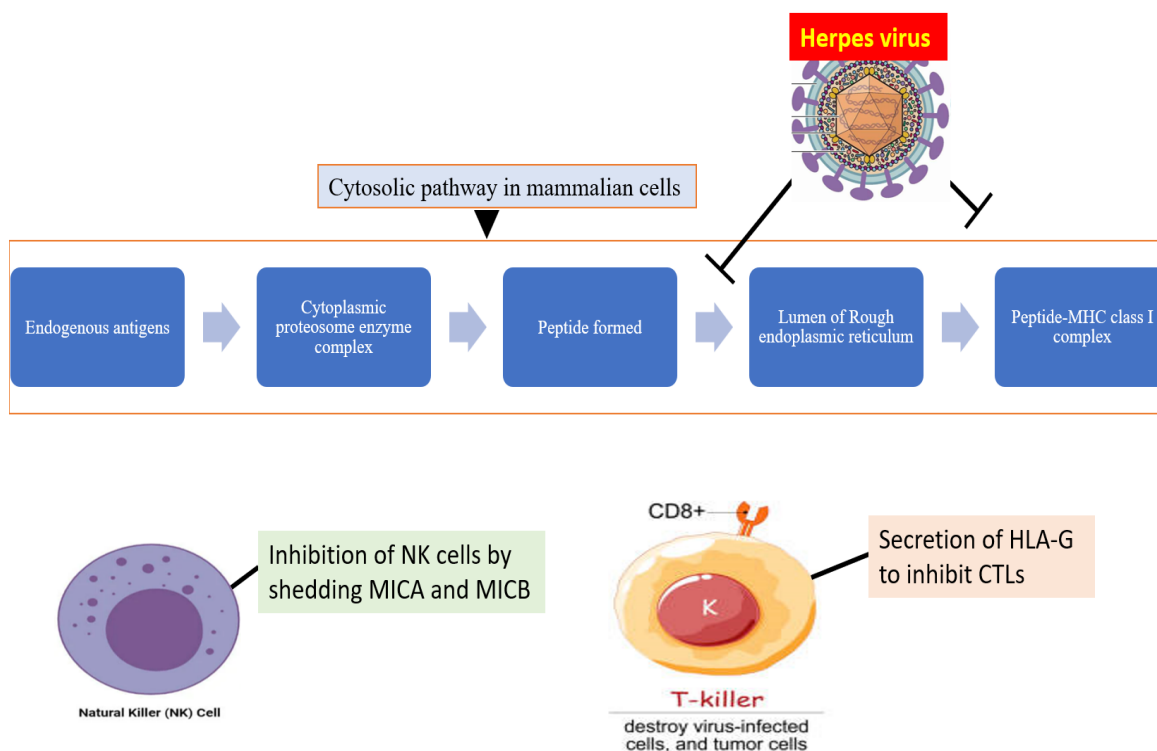 Herpes virus
Cytosolic pathway in mammalian cells
Endogenous antigens
Cytoplasmic
proteosome enzyme
complex
Peptide formed
Lumen of Rough
endoplasmic reticulum
Peptide-MHC class I
complex
Inhibition of NK cells by
shedding MICA and MICB
Natural Killer (NK) Cell
CD8+
K
Secretion of HLA-G
to inhibit CTLs
T-killer
destroy virus-infected
cells, and tumor cells